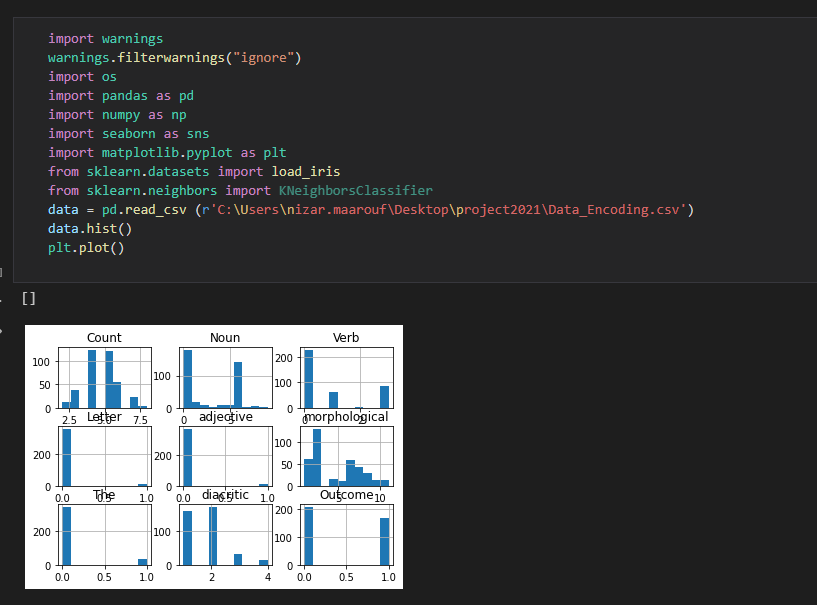 import warnings
warnings.filterwarnings("ignore")
import os
import pandas as pd
import numpy as np
import seaborn as sns
import matplotlib.pyplot as plt
from sklearn.datasets import load_iris
from sklearn.neighbors import KNeighborsClassifier
data = pd.read_csv (r'C:\Users\nizar.maarouf\Desktop\project2021\Data_Encoding.csv')
data.hist()
plt.plot()
[]
Count Noun Verb
100 50 0 100 0 200 100 0
2.5 5.0 7.5 0 5 0 2
Letter adjective morphological
200 0 200 0 100 50 0
0.0 0.5 1.0 0.0 0.5 1.0 5 10
The diacritic Outcome
200 0 100 0 200 100 0
0.0 0.5 1.0 2 4 0.0 0.5 1.0